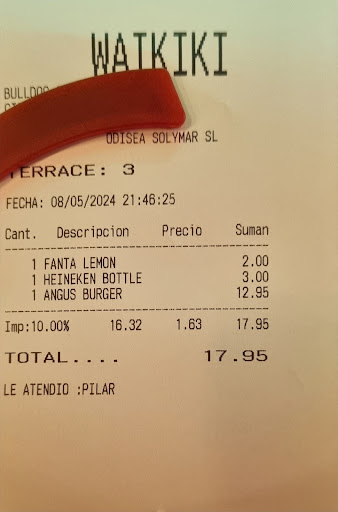 WAIKIKI
BULLDOG
ODISEA SOLYMAR SL
TERRACE: 3
FECHA: 08/05/2024 21:46:25
Cant. Descripcion Precio Suman
1 FANTA LEMON 2.00
1 HEINEKEN BOTTLE 3.00
1 ANGUS BURGER 12.95
Imp:10.00% 16.32 1.63 17.95
TOTAL.... 17.95
LE ATENDIO :PILAR